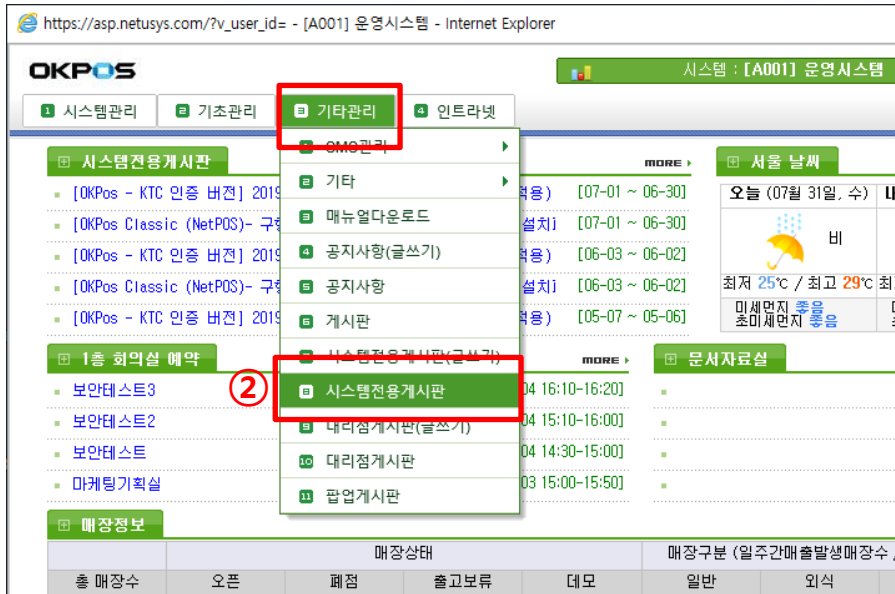 https://asp.netusys.com/?v_user_id= - [A001] 운영시스템 - Internet Explorer
OKPOS
시스템 : [A001] 운영시스템
1 시스템관리
2 기초관리
3 기타관리
4 인트라넷
시스템전용게시판
MORE
[OKPos - KTC 인증 버전] 2019
적용) [07-01 ~ 06-30]
[OKPos Classic (NetPOS)- 구형
설치] [07-01 ~ 06-30]
[OKPos - KTC 인증 버전] 2019
적용) [06-03 ~ 06-02]
[OKPos Classic (NetPOS)- 구형
설치] [06-03 ~ 06-02]
[OKPos - KTC 인증 버전] 2019
적용) [05-07 ~ 05-06]
1 SMS관리
2 기타
3 매뉴얼다운로드
4 공지사항(글쓰기)
5 공지사항
6 게시판
7 시스템전용게시판(글쓰기)
② 8 시스템전용게시판
9 대리점게시판(글쓰기)
10 대리점게시판
11 팝업게시판
서울 날씨
오늘 (07월 31일, 수)
비
최저 25℃ / 최고 29℃
미세먼지 좋음
초미세먼지 좋음
1층 회의실 예약
MORE
보안테스트3
04 16:10-16:20]
보안테스트2
04 15:10-16:00]
보안테스트
04 14:30-15:00]
마케팅기획실
03 15:00-15:50]
문서자료실
매장정보
매장상태
매장구분 (일주간매출발생매장수 /
총 매장수 오픈 폐점 출고보류 데모 일반 외식